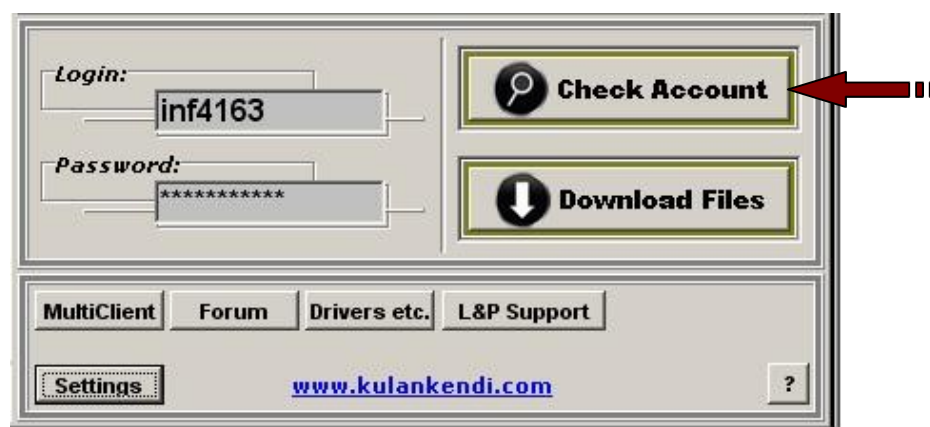 Login:
inf4163
Password:
***********
Check Account
Download Files
MultiClient Forum Drivers etc. L&P Support
Settings www.kulankendi.com ?